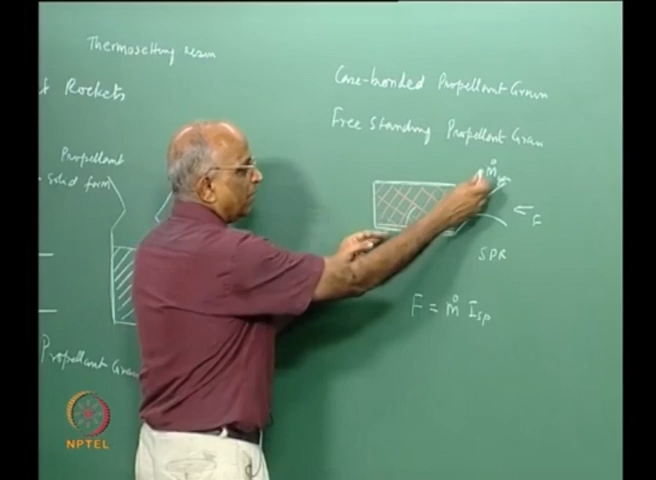 Thermosetting resin
f Rockets
Propellant
solid form
Propellant Grain
Case-bonded Propellant Grain
Free Standing Propellant Grain
ṁ
F
SPR
F = ṁ Isp
NPTEL